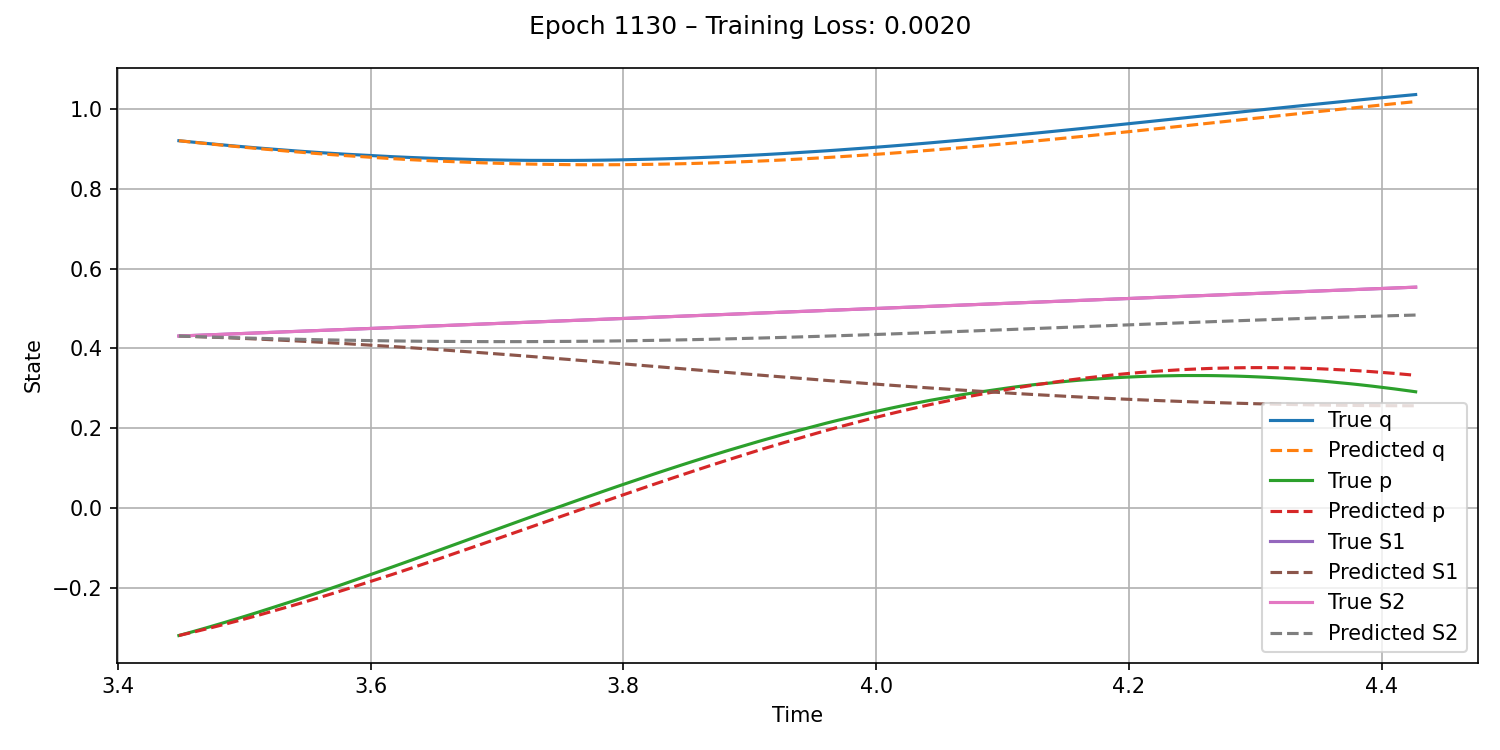 Epoch 1130 – Training Loss: 0.0020
1.0
0.8
0.6
0.4
0.2
0.0
−0.2
State
3.4 3.6 3.8 4.0 4.2 4.4
Time
True q
Predicted q
True p
Predicted p
True S1
Predicted S1
True S2
Predicted S2